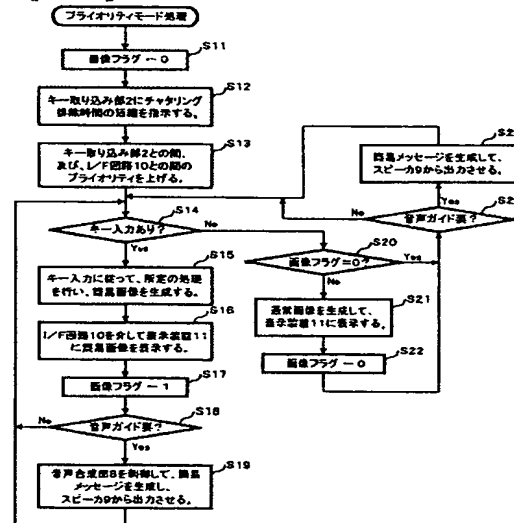 プライオリティモード処理
S11
画像フラグ ← 0
S12
キー取り込み部2にチャタリング
排除時間の短縮を指示する。
S13
キー取り込み部2との間、
及び、I/F回路10との間の
プライオリティを上げる。
S14
キー入力あり?
No
Yes
S15
キー入力に従って、所定の処理
を行い、簡易画像を生成する。
S16
I/F回路10を介して表示装置11
に簡易画像を表示する。
S17
画像フラグ ← 1
S18
音声ガイド要?
No
Yes
S19
音声合成回路8を制御して、簡易
メッセージを生成し、
スピーカ9から出力させる。
S20
画像フラグ=0?
Yes
No
S21
通常画像を生成して、
表示装置11に表示する。
S22
画像フラグ ← 0
S2
音声ガイド要?
No
Yes
S2
簡易メッセージを生成して、
スピーカ9から出力させる。